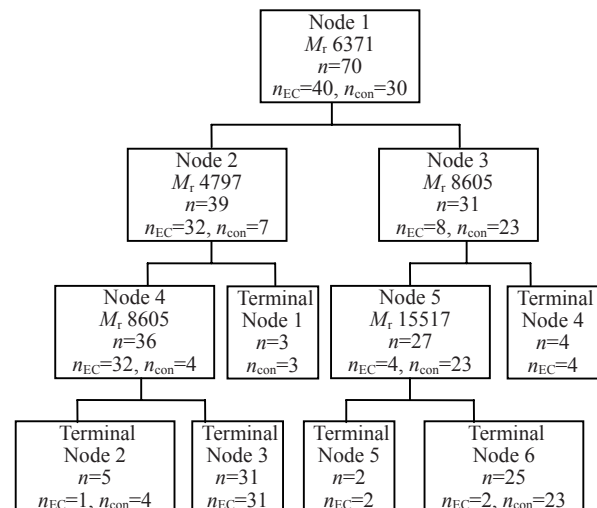 Node 1
Mr 6371
n=70
nEC=40, ncon=30
Node 2
Mr 4797
n=39
nEC=32, ncon=7
Node 3
Mr 8605
n=31
nEC=8, ncon=23
Node 4
Mr 8605
n=36
nEC=32, ncon=4
Terminal
Node 1
n=3
ncon=3
Node 5
Mr 15517
n=27
nEC=4, ncon=23
Terminal
Node 4
n=4
nEC=4
Terminal
Node 2
n=5
nEC=1, ncon=4
Terminal
Node 3
n=31
nEC=31
Terminal
Node 5
n=2
nEC=2
Terminal
Node 6
n=25
nEC=2, ncon=23